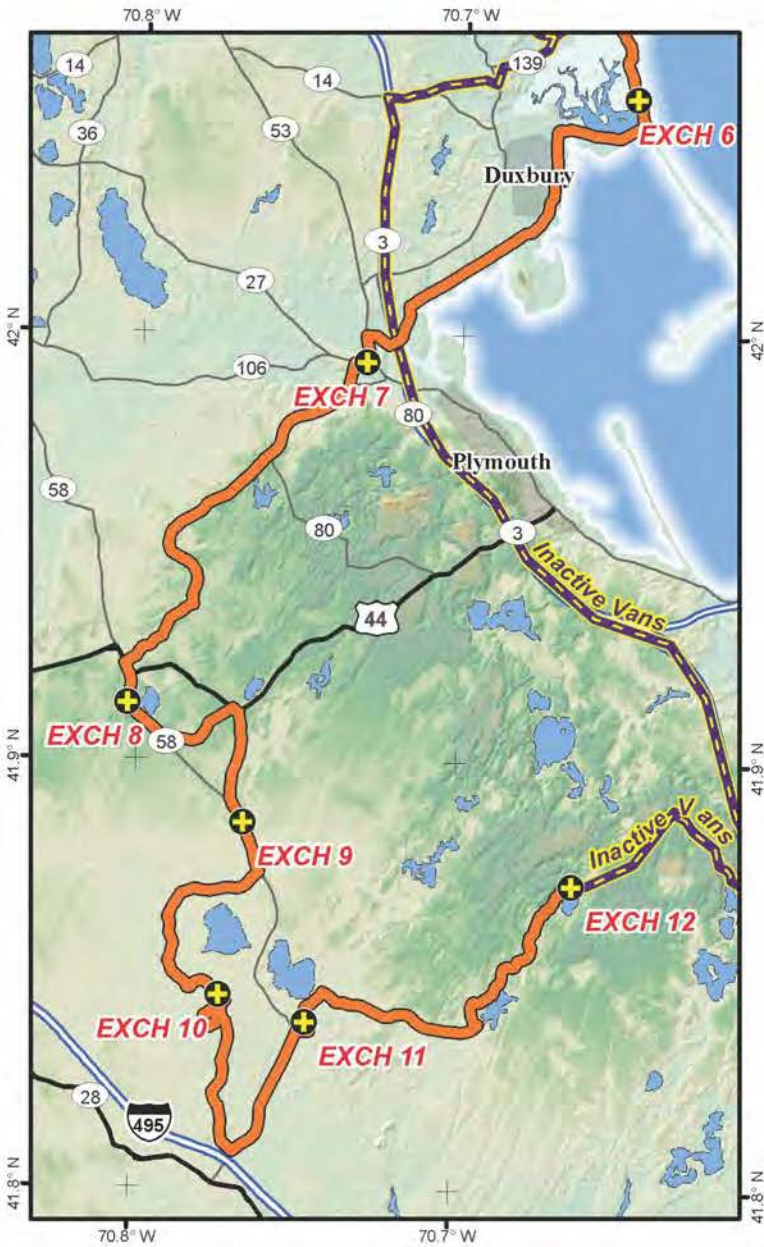 70.8° W
70.7° W
14
139
14
36
53
EXCH 6
Duxbury
3
27
42° N
42° N
106
EXCH 7
80
Plymouth
58
80
3
Inactive Vans
44
EXCH 8
58
41.9° N
41.9° N
Inactive Vans
EXCH 9
EXCH 12
EXCH 10
EXCH 11
28
495
41.8° N
41.8° N
70.8° W
70.7° W